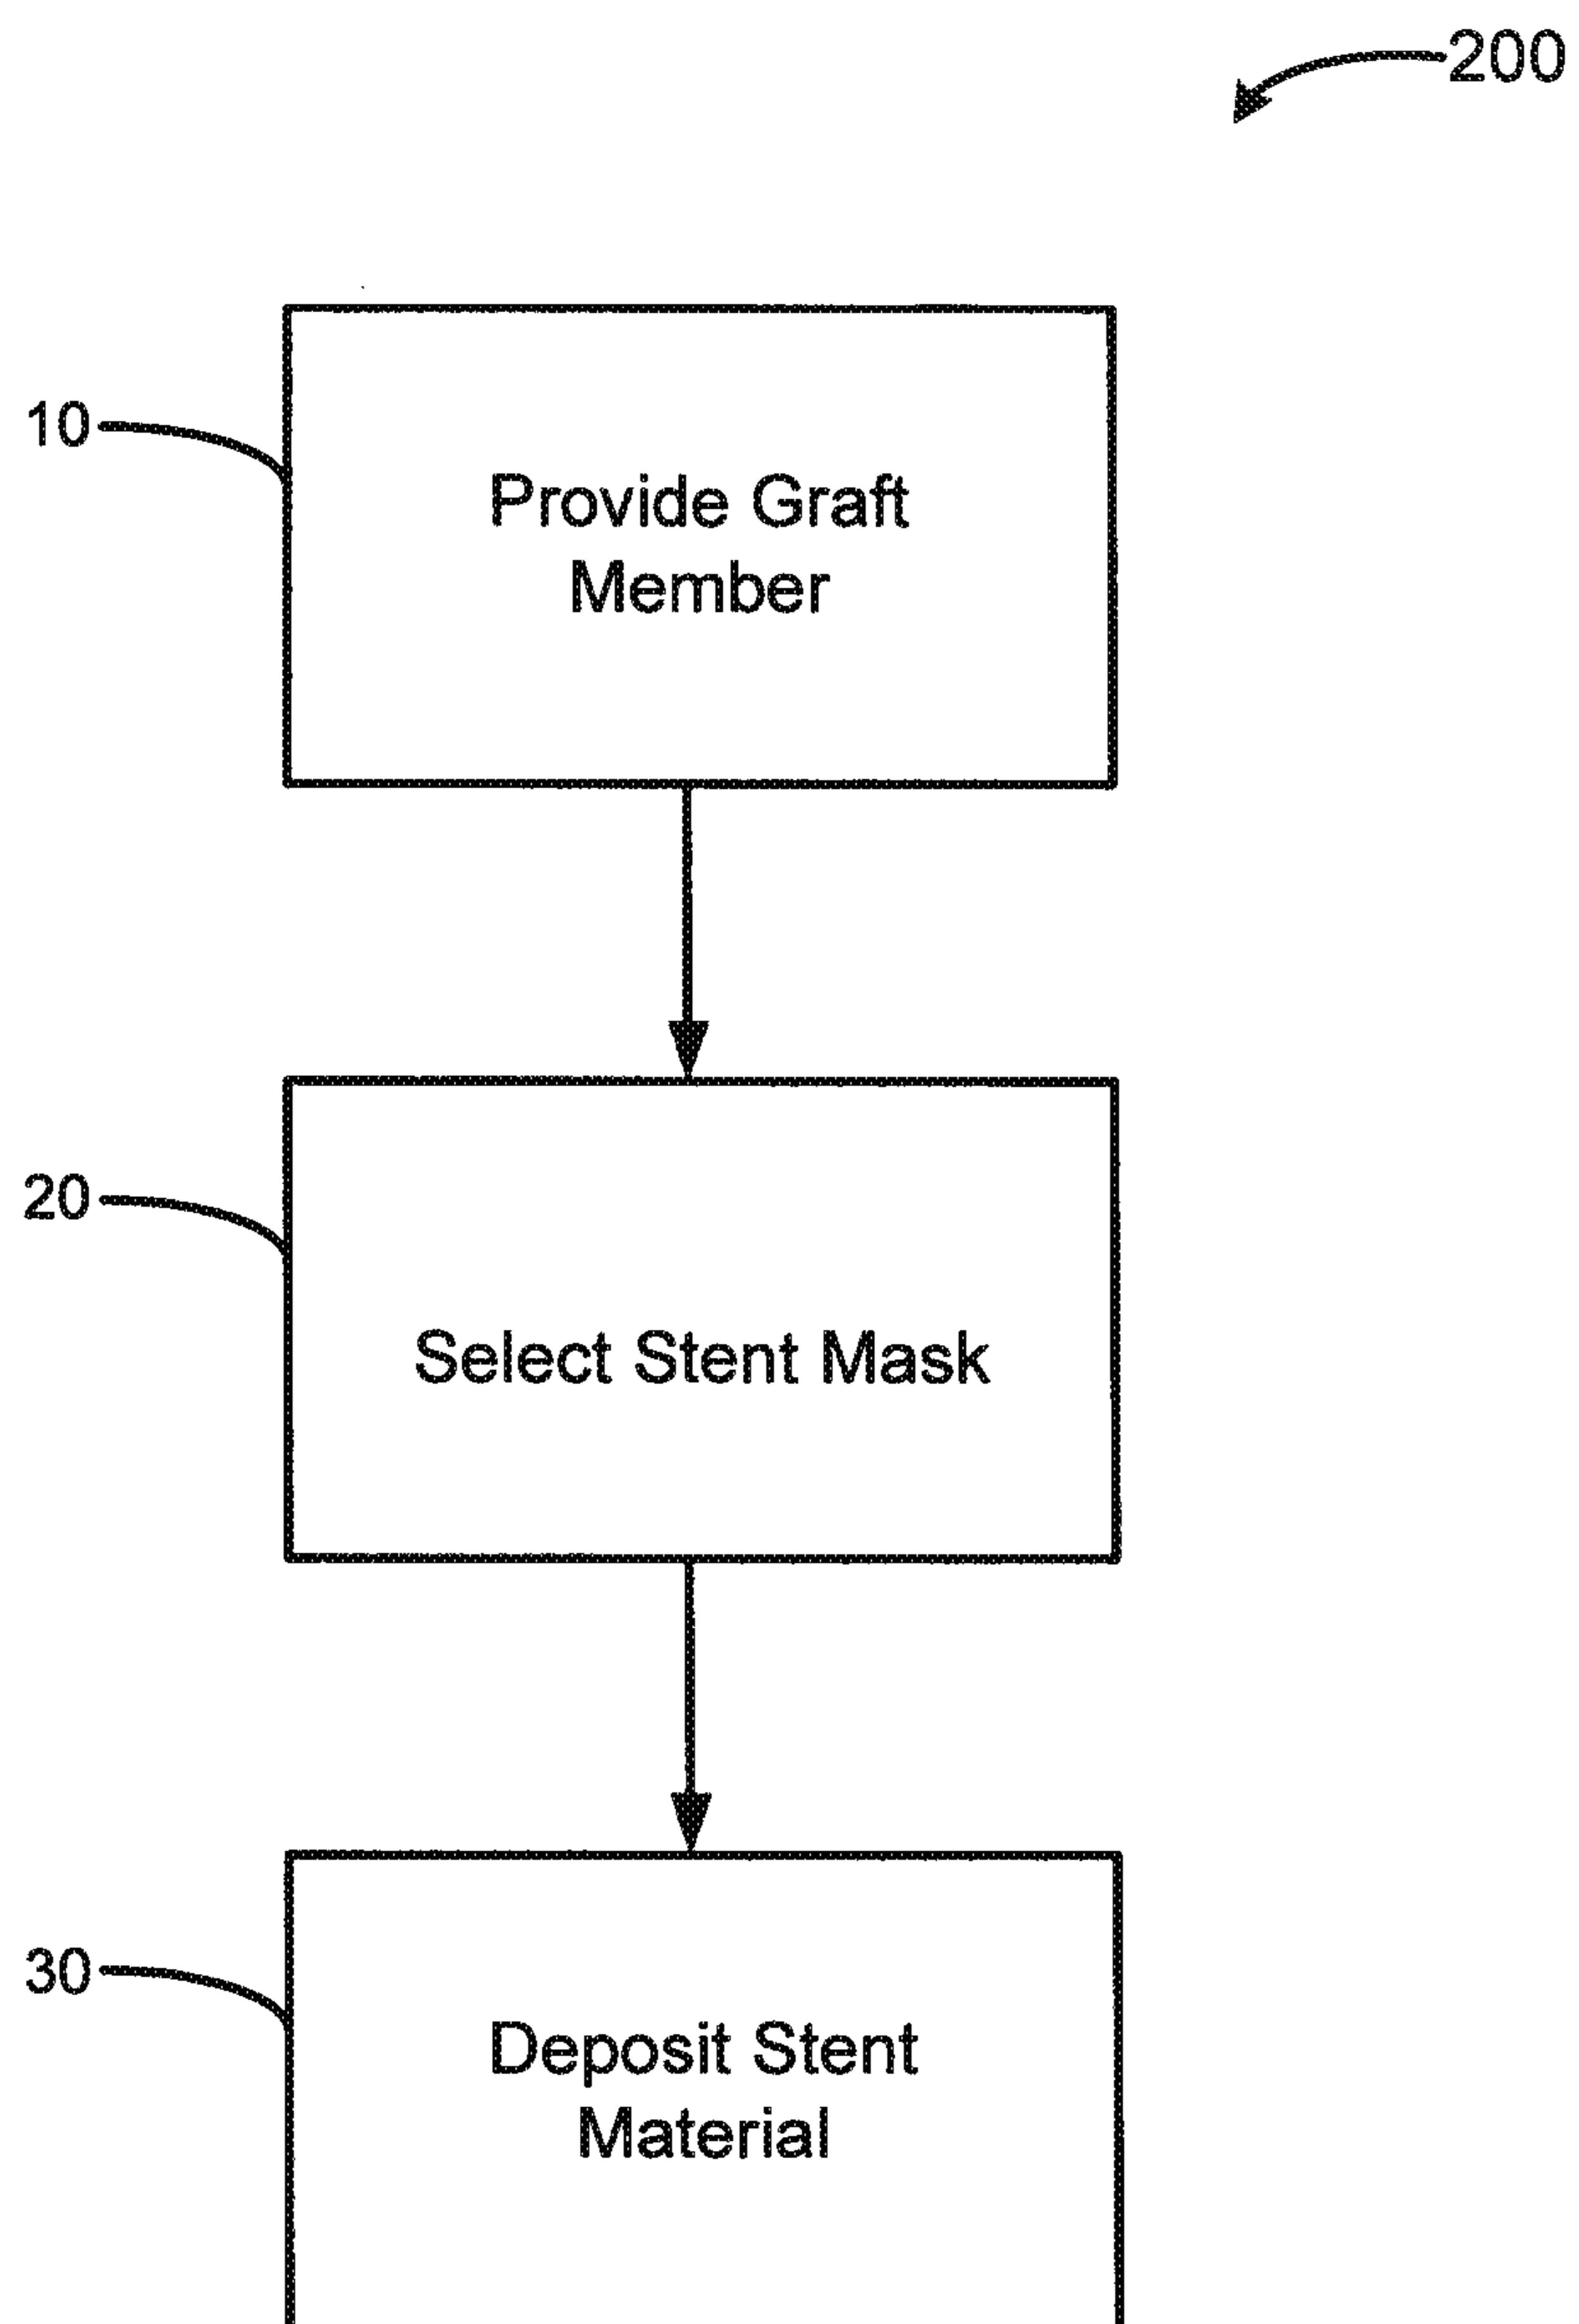 200
10
Provide Graft
Member
20
Select Stent Mask
30
Deposit Stent
Material